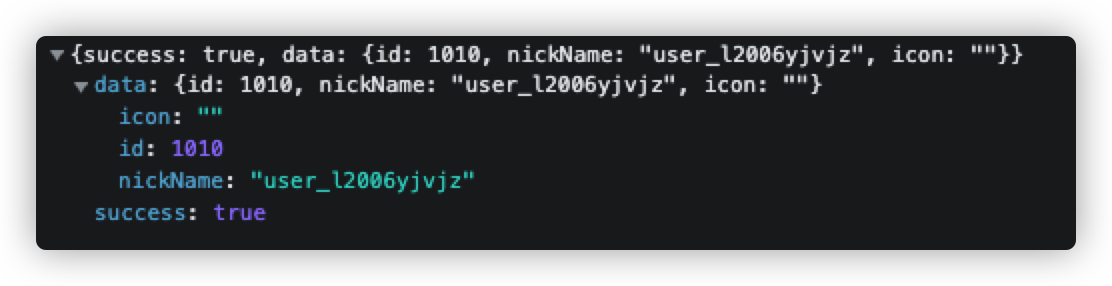 {success: true, data: {id: 1010, nickName: "user_l2006yjvjz", icon: ""}}
data: {id: 1010, nickName: "user_l2006yjvjz", icon: ""}
icon: ""
id: 1010
nickName: "user_l2006yjvjz"
success: true